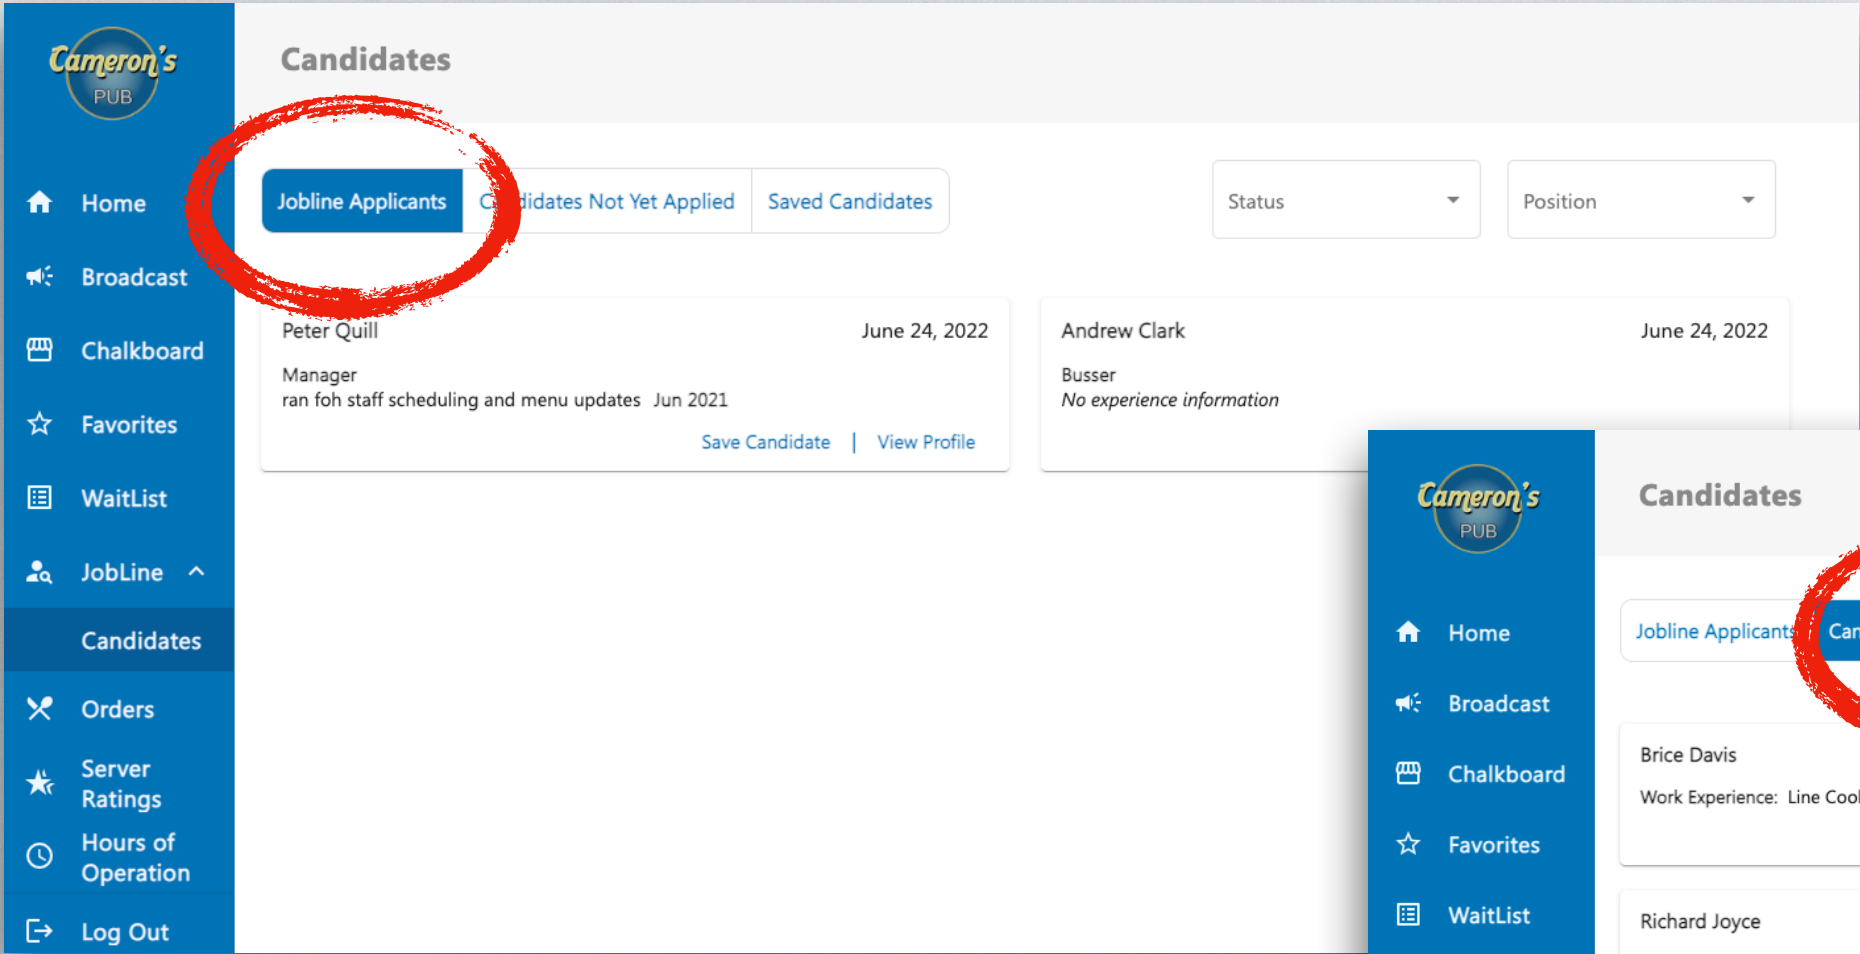 Cameron's
PUB
Candidates
Home
Broadcast
Chalkboard
Favorites
WaitList
JobLine
Candidates
Orders
Server
Ratings
Hours of
Operation
Log Out
Jobline Applicants
Candidates Not Yet Applied
Saved Candidates
Status
Position
Peter Quill
June 24, 2022
Manager
ran foh staff scheduling and menu updates Jun 2021
Save Candidate | View Profile
Andrew Clark
June 24, 2022
Busser
No experience information
Cameron's
PUB
Candidates
Home
Broadcast
Chalkboard
Favorites
WaitList
Jobline Applicants
Brice Davis
Work Experience: Line
Richard Joyce